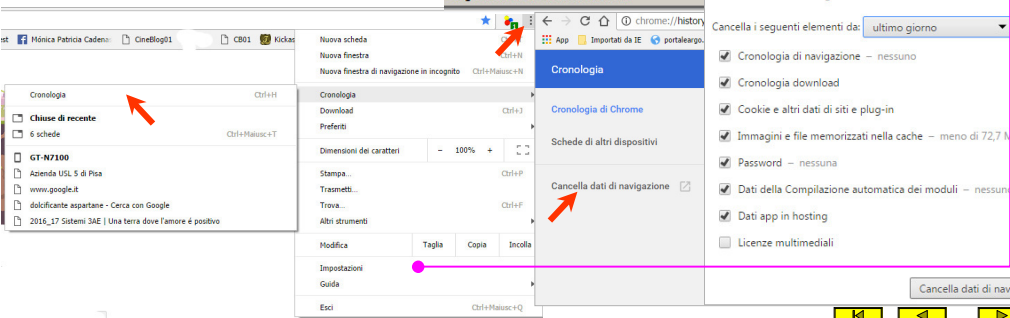 est Mónica Patricia Cadena: CineBlog01 CB01 Kickas
Cronologia Ctrl+H
Chiuse di recente
6 schede Ctrl+Maiusc+T
GT-N7100
Azienda USL 5 di Pisa
www.google.it
dolcificante aspartane - Cerca con Google
2016_17 Sistemi 3AE | Una terra dove l'amore é positivo
Nuova scheda
Nuova finestra Ctrl+N
Nuova finestra di navigazione in incognito Ctrl+Maiusc+N
Cronologia
Download Ctrl+J
Preferiti
Dimensioni dei caratteri - 100% +
Stampa... Ctrl+P
Trasmetti...
Trova... Ctrl+F
Altri strumenti
Modifica Taglia Copia Incolla
Impostazioni
Guida
Esci Ctrl+Maiusc+Q
chrome://history
App Importati da IE portaleargo.
Cronologia
Cronologia di Chrome
Schede di altri dispositivi
Cancella dati di navigazione
Cancella i seguenti elementi da: ultimo giorno
Cronologia di navigazione – nessuno
Cronologia download
Cookie e altri dati di siti e plug-in
Immagini e file memorizzati nella cache – meno di 72,7 M
Password – nessuna
Dati della Compilazione automatica dei moduli – nessuno
Dati app in hosting
Licenze multimediali
Cancella dati di nav